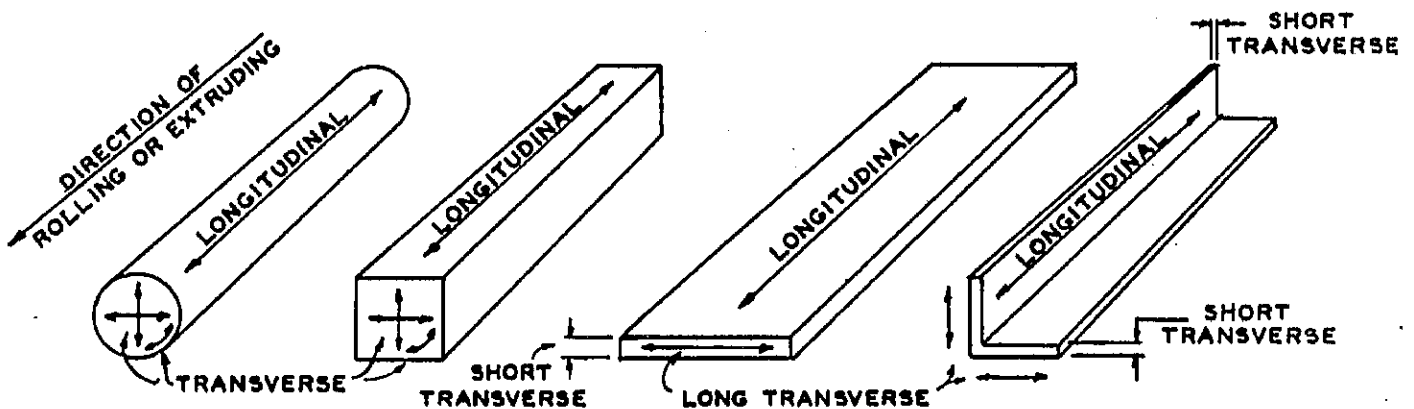 DIRECTION OF
ROLLING OR EXTRUDING
LONGITUDINAL
LONGITUDINAL
LONGITUDINAL
LONGITUDINAL
SHORT
TRANSVERSE
SHORT
TRANSVERSE
TRANSVERSE
SHORT
TRANSVERSE
LONG TRANSVERSE